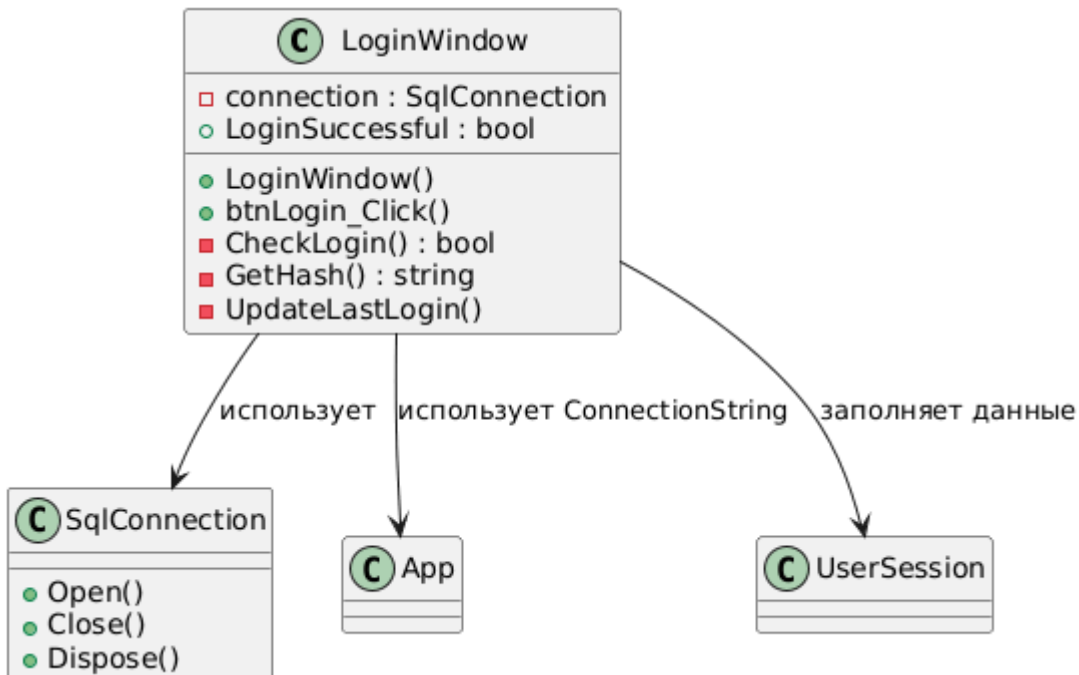 C LoginWindow
connection : SqlConnection
LoginSuccessful : bool
LoginWindow()
btnLogin_Click()
CheckLogin() : bool
GetHash() : string
UpdateLastLogin()
использует
использует ConnectionString
заполняет данные
C SqlConnection
Open()
Close()
Dispose()
C App
C UserSession